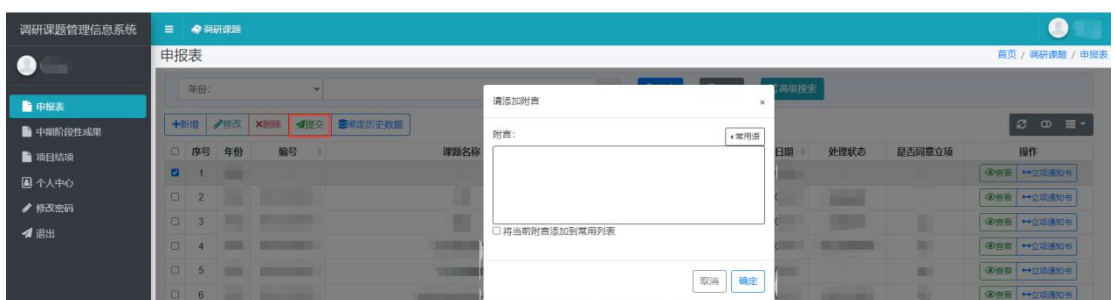 调研课题管理信息系统
调研课题
申报表
首页 / 调研课题 / 申报表
年份:
高级搜索
请添加附言
×
附言:
常用语
将当前附言添加到常用列表
取消
确定
申报表
中期阶段性成果
项目结项
个人中心
修改密码
退出
新增 修改 删除 提交 绑定历史数据
序号 年份 编号 课题名称 日期 处理状态 是否同意立项 操作
1 查看 立项通知书
2 查看 立项通知书
3 查看 立项通知书
4 查看 立项通知书
5 查看 立项通知书
6 查看 立项通知书